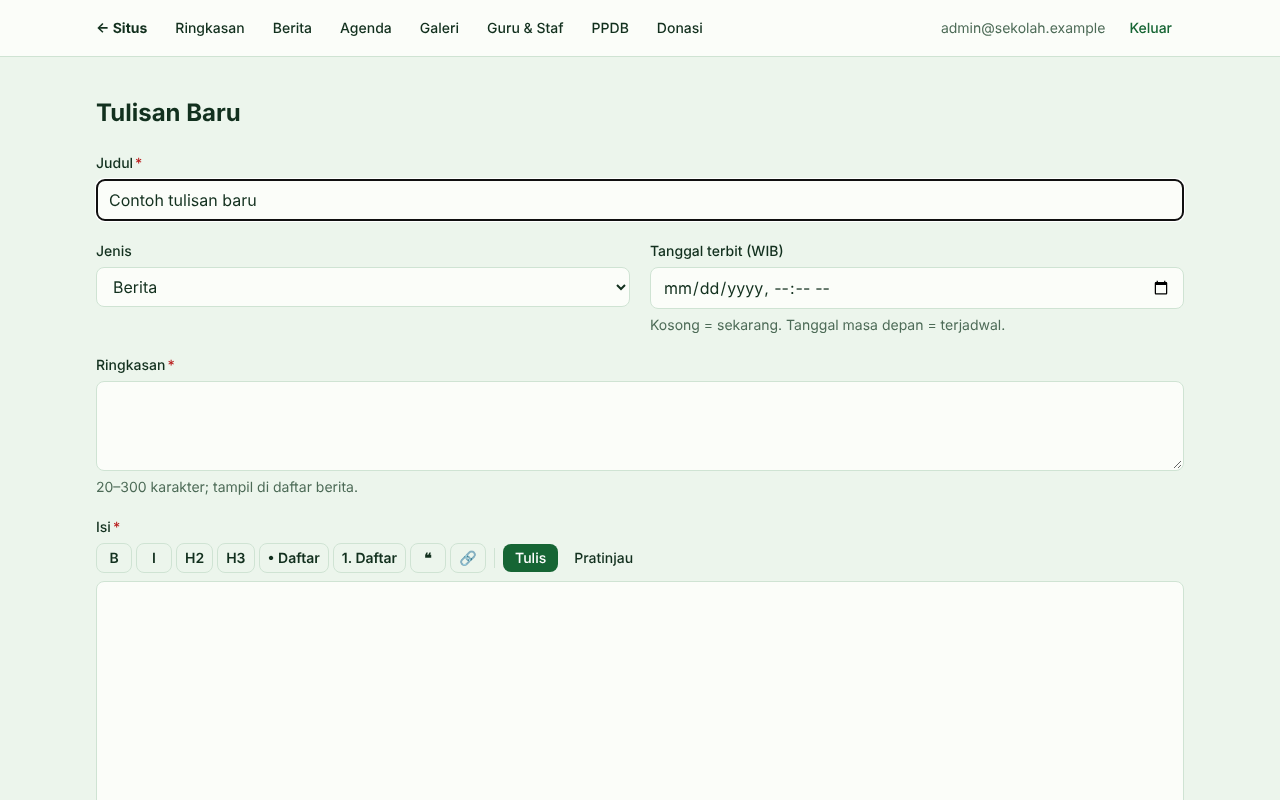 ← Situs Ringkasan Berita Agenda Galeri Guru & Staf PPDB Donasi admin@sekolah.example Keluar
Tulisan Baru
Judul *
Contoh tulisan baru
Jenis Tanggal terbit (WIB)
Berita mm/dd/yyyy, --:-- --
Kosong = sekarang. Tanggal masa depan = terjadwal.
Ringkasan *
20–300 karakter; tampil di daftar berita.
Isi *
B I H2 H3 • Daftar 1. Daftar ❝ 🔗 Tulis Pratinjau